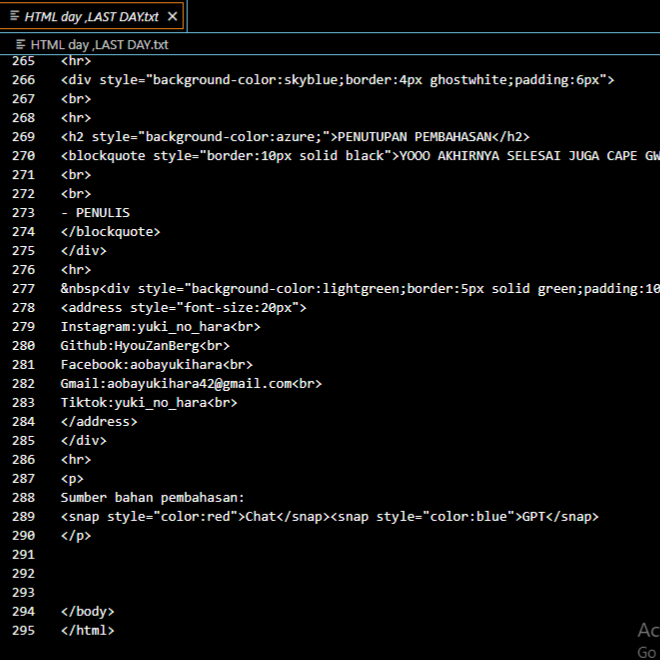 HTML day ,LAST DAY.txt
HTML day ,LAST DAY.txt
265 <hr>
266 <div style="background-color:skyblue;border:4px ghostwhite;padding:6px">
267 <br>
268 <hr>
269 <h2 style="background-color:azure;">PENUTUPAN PEMBAHASAN</h2>
270 <blockquote style="border:10px solid black">YOOO AKHIRNYA SELESAI JUGA CAPE GW
271 <br>
272 <br>
273 - PENULIS
274 </blockquote>
275 </div>
276 <hr>
277 &nbsp<div style="background-color:lightgreen;border:5px solid green;padding:10
278 <address style="font-size:20px">
279 Instagram:yuki_no_hara<br>
280 Github:HyouZanBerg<br>
281 Facebook:aobayukihara<br>
282 Gmail:aobayukihara42@gmail.com<br>
283 Tiktok:yuki_no_hara<br>
284 </address>
285 </div>
286 <hr>
287 <p>
288 Sumber bahan pembahasan:
289 <snap style="color:red">Chat</snap><snap style="color:blue">GPT</snap>
290 </p>
291
292
293
294 </body>
295 </html>
Ac
Go